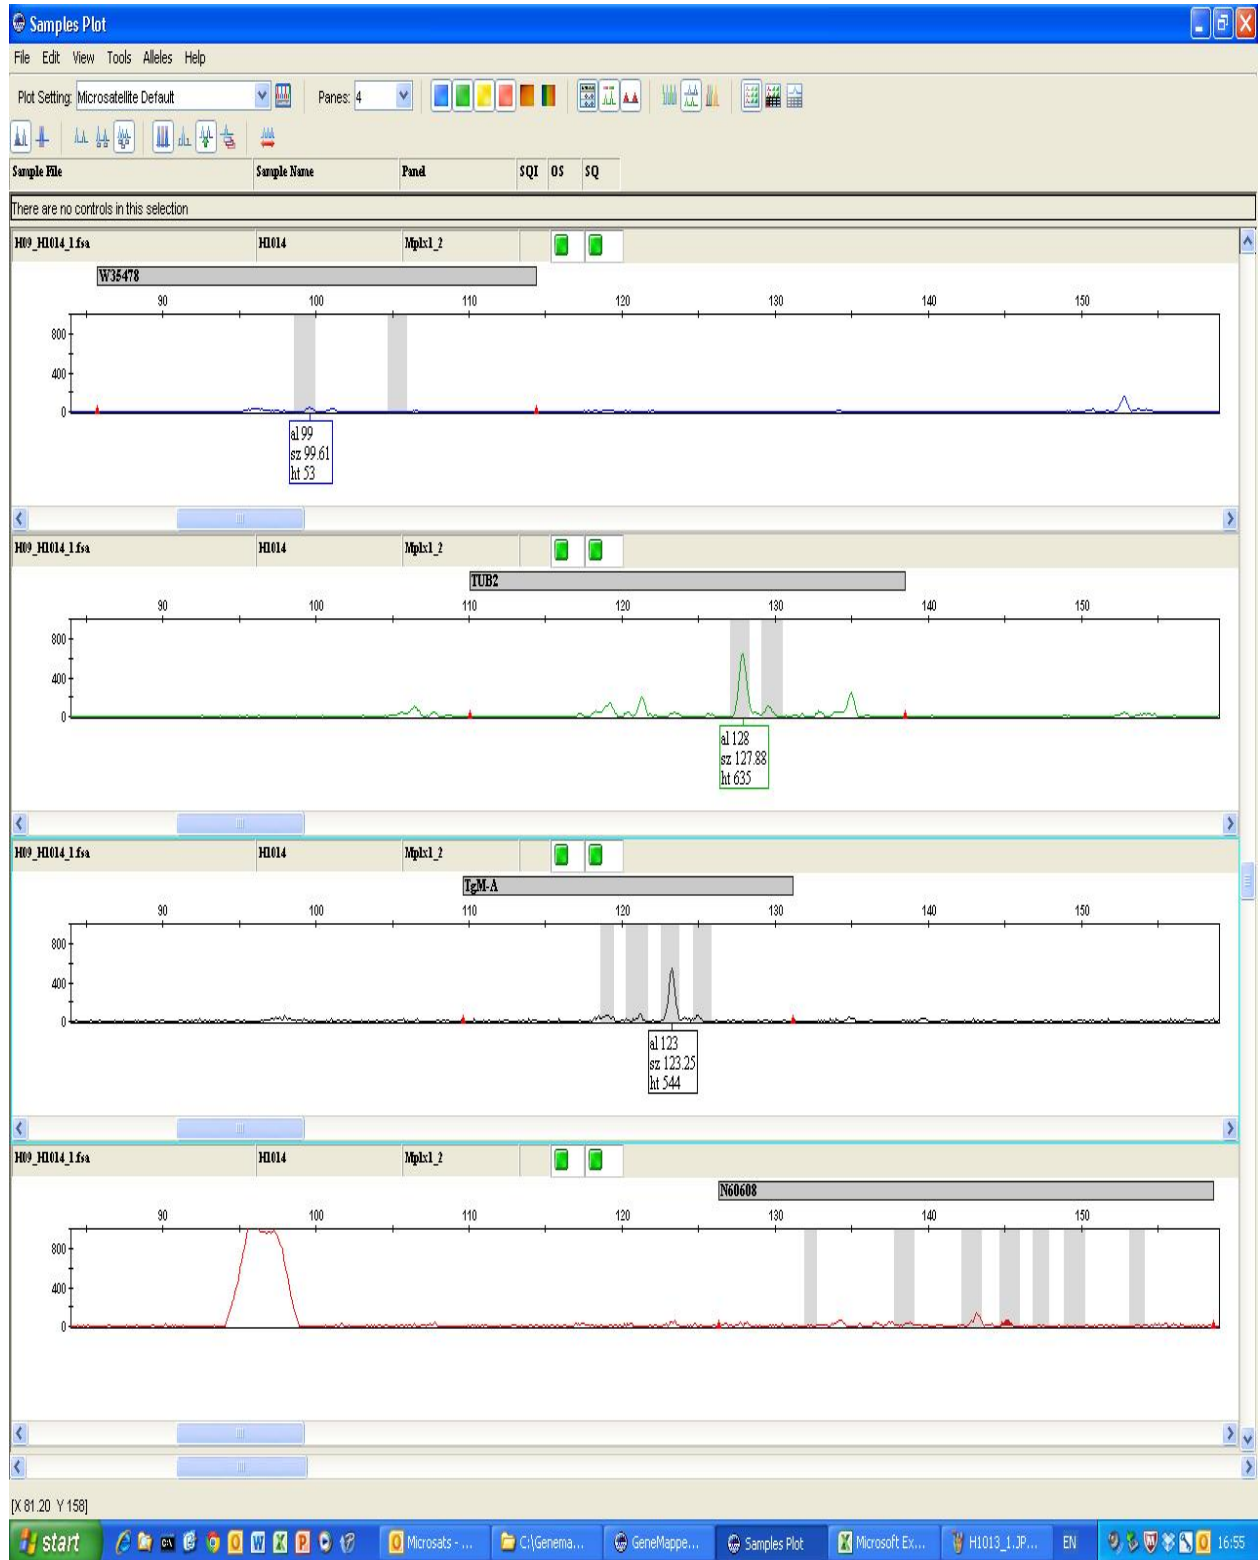 Samples Plot
File Edit View Tools Alleles Help
Plot Setting: Microsatellite Default Panes: 4
Sample File Sample Name Panel SQI OS SQ
There are no controls in this selection
H09_H1014_1.fsa H1014 Mplx1_2
W35478
90 100 110 120 130 140 150
800
400
0
al 99
sz 99.61
ht 53
H09_H1014_1.fsa H1014 Mplx1_2
TUB2
90 100 110 120 130 140 150
800
400
0
al 128
sz 127.88
ht 635
H09_H1014_1.fsa H1014 Mplx1_2
TgM-A
90 100 110 120 130 140 150
800
400
0
al 123
sz 123.25
ht 544
H09_H1014_1.fsa H1014 Mplx1_2
N60608
90 100 110 120 130 140 150
800
400
0
[X 81.20 Y 158]
start Microsats - ... C:\Genema... GeneMappe... Samples Plot Microsoft Ex... H1013_1.JP... EN 16:55